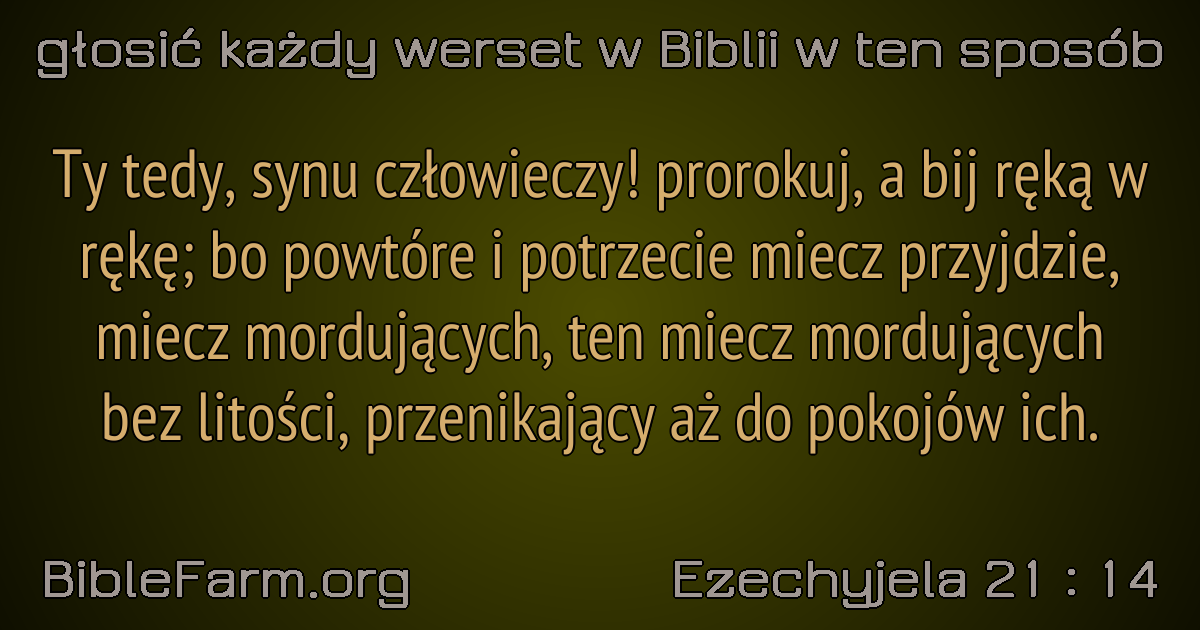 głosić każdy werset w Biblii w ten sposób
Ty tedy, synu człowieczy! prorokuj, a bij ręką w
rękę; bo powtóre i potrzecie miecz przyjdzie,
miecz mordujących, ten miecz mordujących
bez litości, przenikający aż do pokojów ich.
BibleFarm.org
Ezechyjela 21 : 14